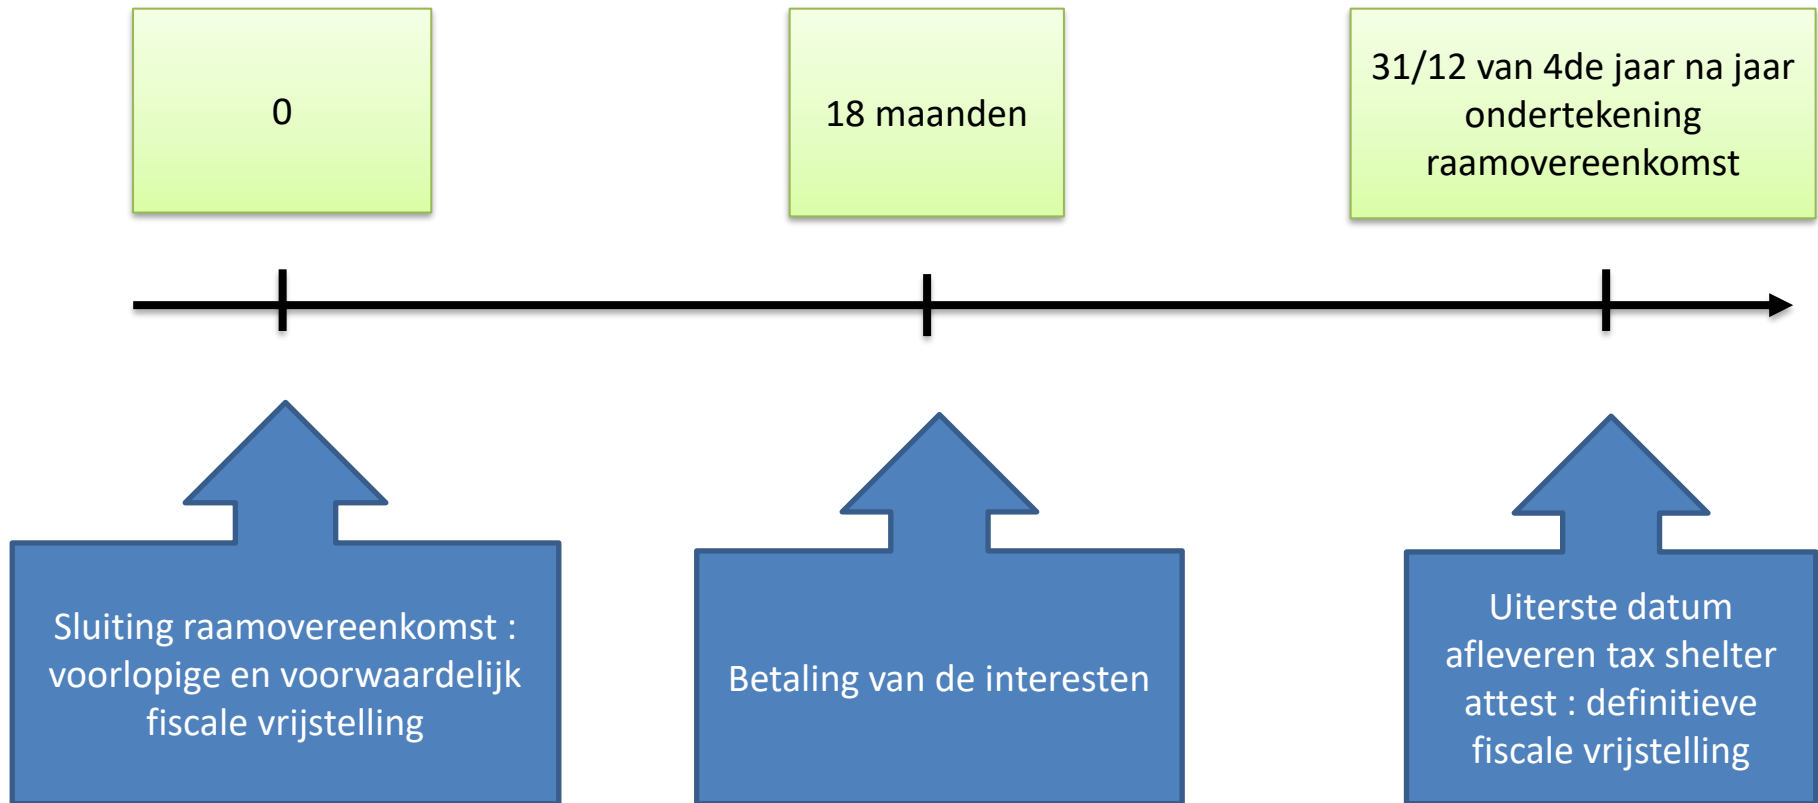 0
18 maanden
31/12 van 4de jaar na jaar
ondertekening
raamovereenkomst
Sluiting raamovereenkomst :
voorlopige en voorwaardelijk
fiscale vrijstelling
Betaling van de interesten
Uiterste datum
afleveren tax shelter
attest : definitieve
fiscale vrijstelling